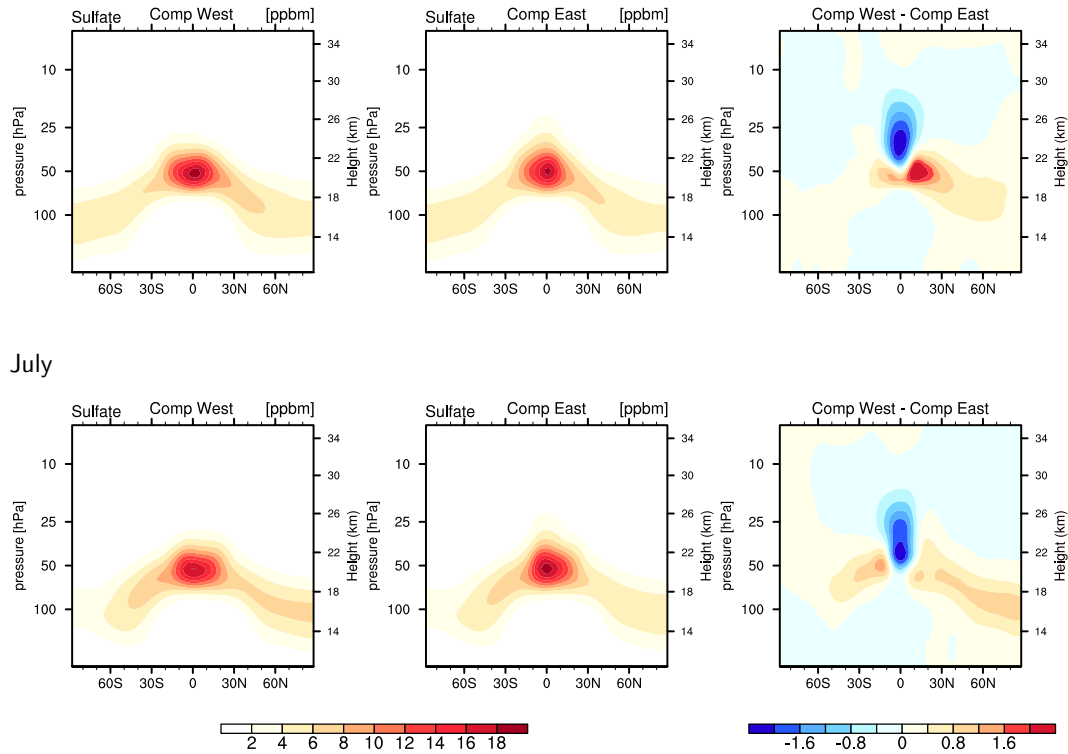 Sulfate Comp West [ppbm] Sulfate Comp East [ppbm] Comp West - Comp East
pressure [hPa] 10 25 50 100
Height (km) 34 30 26 22 18 14
60S 30S 0 30N 60N
pressure [hPa] 10 25 50 100
Height (km) 34 30 26 22 18 14
60S 30S 0 30N 60N
pressure [hPa] 10 25 50 100
Height (km) 34 30 26 22 18 14
60S 30S 0 30N 60N
July
Sulfate Comp West [ppbm] Sulfate Comp East [ppbm] Comp West - Comp East
pressure [hPa] 10 25 50 100
Height (km) 34 30 26 22 18 14
60S 30S 0 30N 60N
pressure [hPa] 10 25 50 100
Height (km) 34 30 26 22 18 14
60S 30S 0 30N 60N
pressure [hPa] 10 25 50 100
Height (km) 34 30 26 22 18 14
60S 30S 0 30N 60N
2 4 6 8 10 12 14 16 18
-1.6 -0.8 0 0.8 1.6